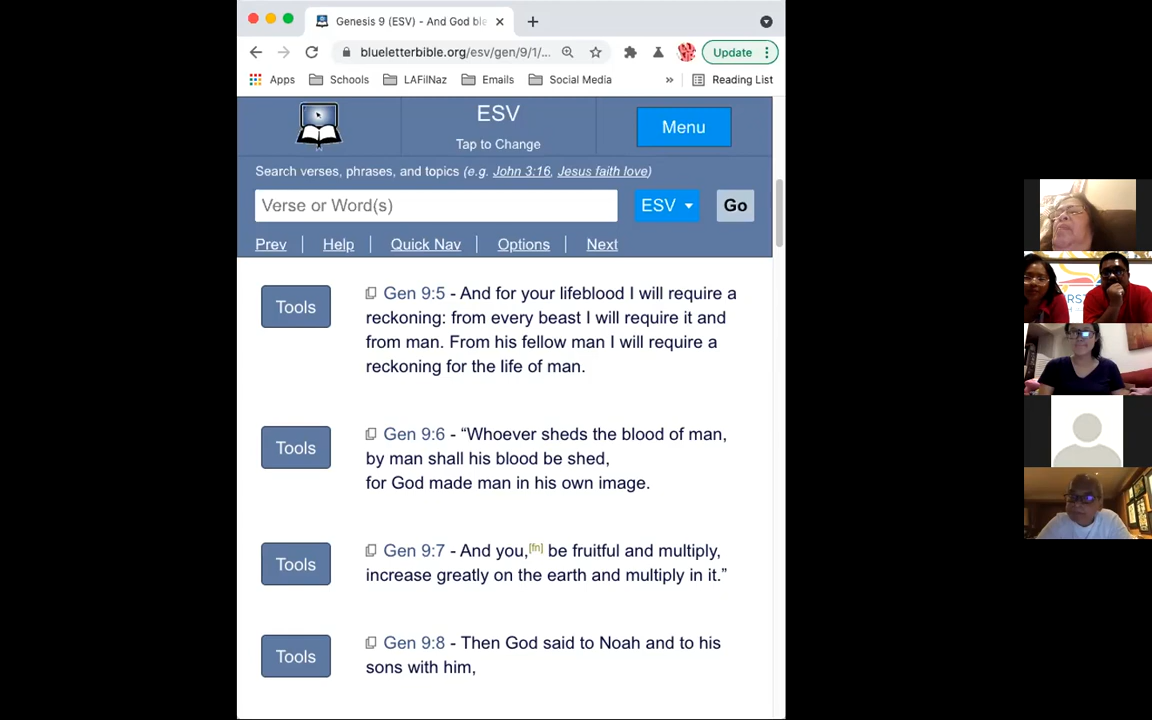 Genesis 9 (ESV) - And God ble
blueletterbible.org/esv/gen/9/1/...
Update
Apps Schools LAFilNaz Emails Social Media » Reading List
ESV
Tap to Change
Menu
Search verses, phrases, and topics (e.g. John 3:16, Jesus faith love)
Verse or Word(s) ESV Go
Prev Help Quick Nav Options Next
Tools
Gen 9:5 - And for your lifeblood I will require a
reckoning: from every beast I will require it and
from man. From his fellow man I will require a
reckoning for the life of man.
Tools
Gen 9:6 - “Whoever sheds the blood of man,
by man shall his blood be shed,
for God made man in his own image.
Tools
Gen 9:7 - And you,[fn] be fruitful and multiply,
increase greatly on the earth and multiply in it.”
Tools
Gen 9:8 - Then God said to Noah and to his
sons with him,